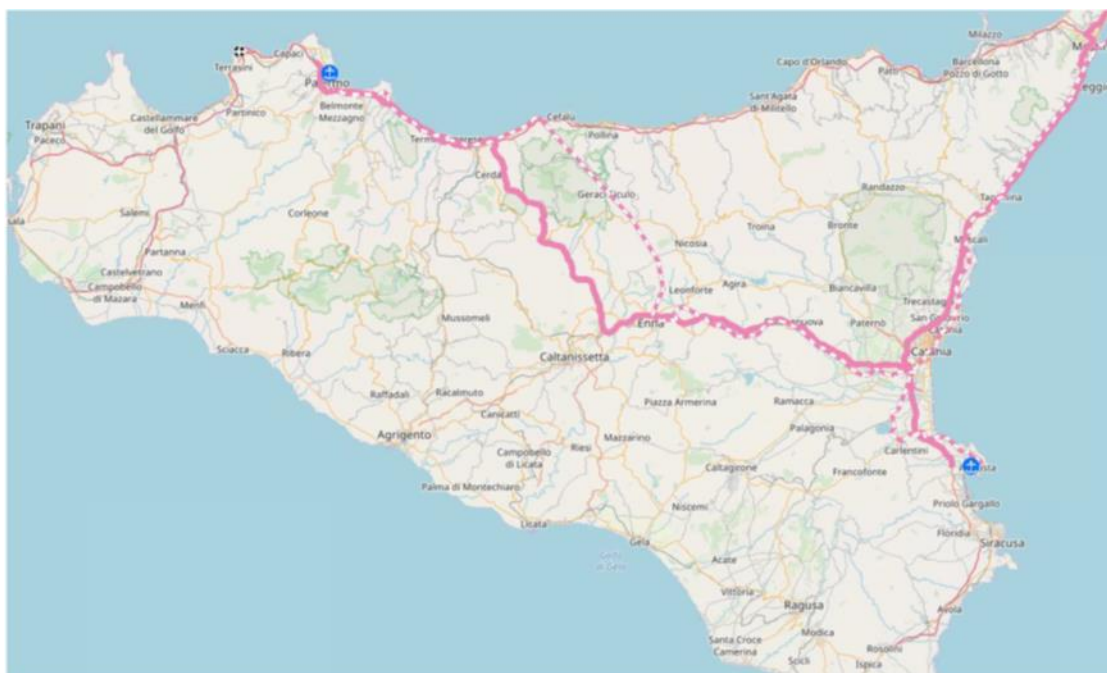 Milazzo
Capaci
Terrasini
Capo d'Orlando
Patti
Barcellona
Pozzo di Gotto
Palermo
Sant'Agata
di Militello
Partinico
Belmonte
Mezzagno
Castellammare
del Golfo
Cefalù
Trapani
Paceco
Pollina
Cerda
Randazzo
Geraci Siculo
Salemi
Corleone
Troina
Bronte
Mascali
Nicosia
Partanna
Castelvetrano
Campobello
di Mazara
Leonforte
Agira
Biancavilla
Menfi
Mussomeli
Enna
Paternò
Catania
Sciacca
Ribera
Caltanissetta
Raffadali
Racalmuto
Piazza Armerina
Ramacca
Canicattì
Palagonia
Agrigento
Riesi
Mazzarino
Carlentini
Campobello
di Licata
Caltagirone
Francofonte
Palma di Montechiaro
Priolo Gargallo
Niscemi
Licata
Floridia
Siracusa
Gela
Golfo
di Gela
Acate
Vittoria
Ragusa
Avola
Santa Croce
Camerina
Modica
Rosolini
Scicli
Ispica